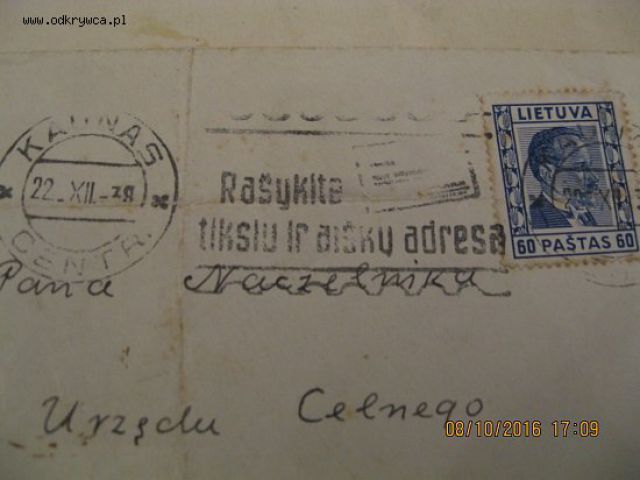 www.odkrywca.pl
KAUNAS
22. XII. -38
CENTR.
Rašykite
tikslų ir aiškų adresą
LIETUVA
60 PAŠTAS 60
Pana Naczelnika
Urzędu Celnego
08/10/2016 17:09